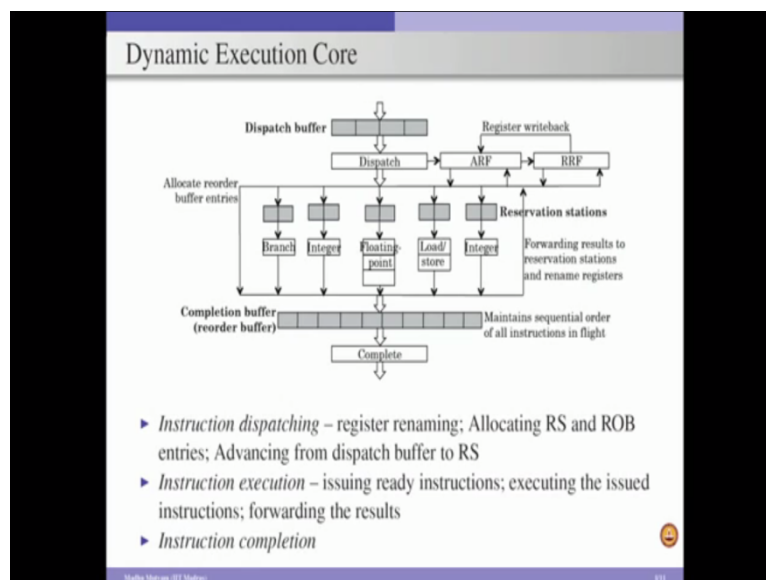 Dynamic Execution Core
Dispatch buffer
Register writeback
Dispatch
ARF
RRF
Allocate reorder
buffer entries
Reservation stations
Branch
Integer
Floating-
point
Load/
store
Integer
Forwarding results to
reservation stations
and rename registers
Completion buffer
(reorder buffer)
Maintains sequential order
of all instructions in flight
Complete
Instruction dispatching – register renaming; Allocating RS and ROB
entries; Advancing from dispatch buffer to RS
Instruction execution – issuing ready instructions; executing the issued
instructions; forwarding the results
Instruction completion